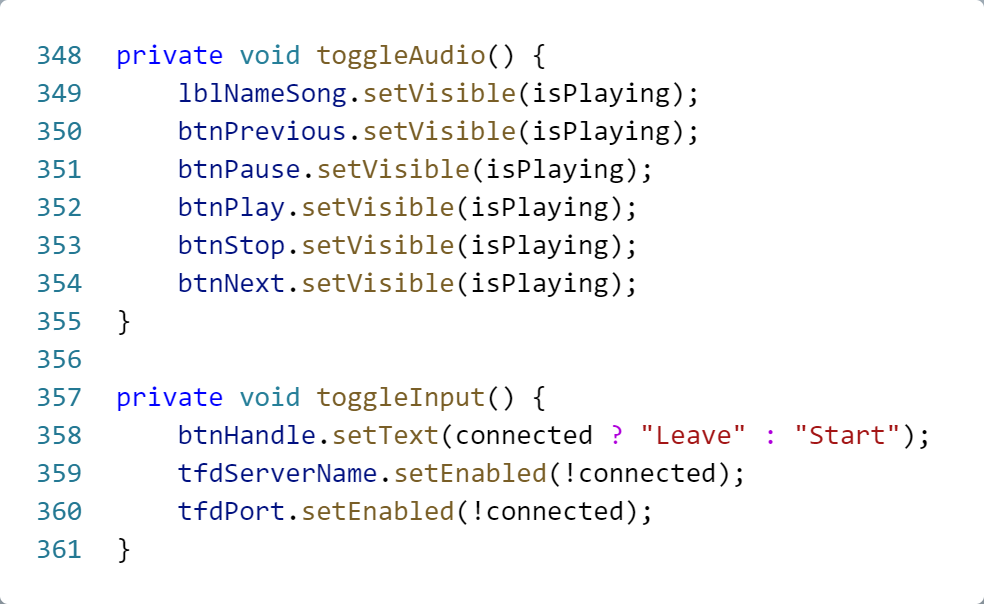 348 private void toggleAudio() {
349     lblNameSong.setVisible(isPlaying);
350     btnPrevious.setVisible(isPlaying);
351     btnPause.setVisible(isPlaying);
352     btnPlay.setVisible(isPlaying);
353     btnStop.setVisible(isPlaying);
354     btnNext.setVisible(isPlaying);
355 }
356
357 private void toggleInput() {
358     btnHandle.setText(connected ? "Leave" : "Start");
359     tfdServerName.setEnabled(!connected);
360     tfdPort.setEnabled(!connected);
361 }